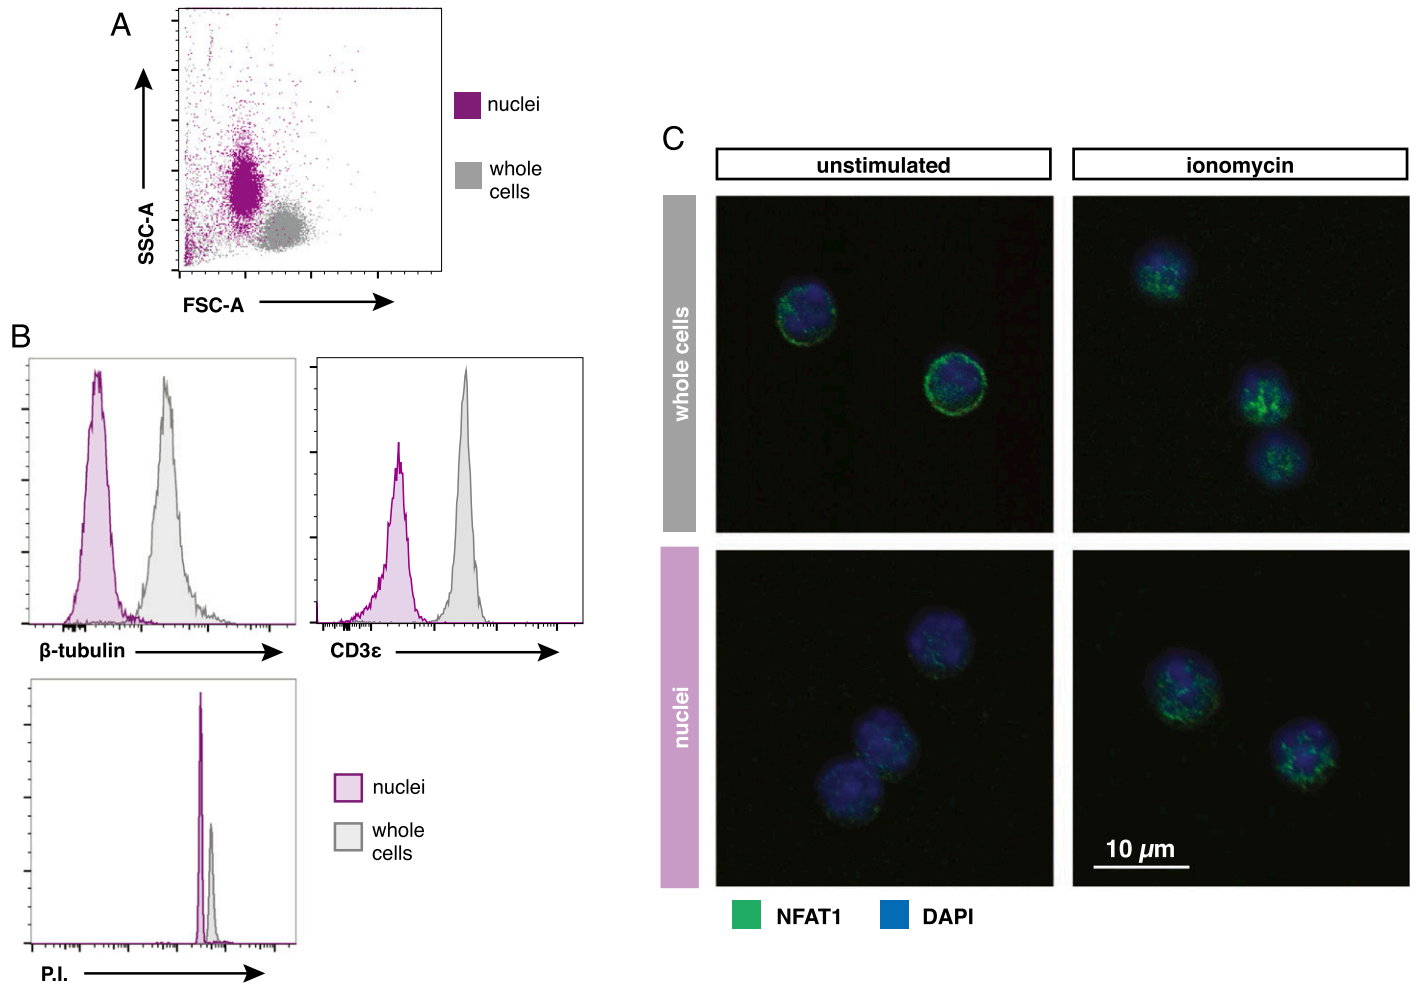 A
SSC-A
FSC-A
nuclei
whole
cells
B
β-tubulin
CD3ε
P.I.
nuclei
whole
cells
C
unstimulated
ionomycin
whole cells
nuclei
10 µm
NFAT1
DAPI